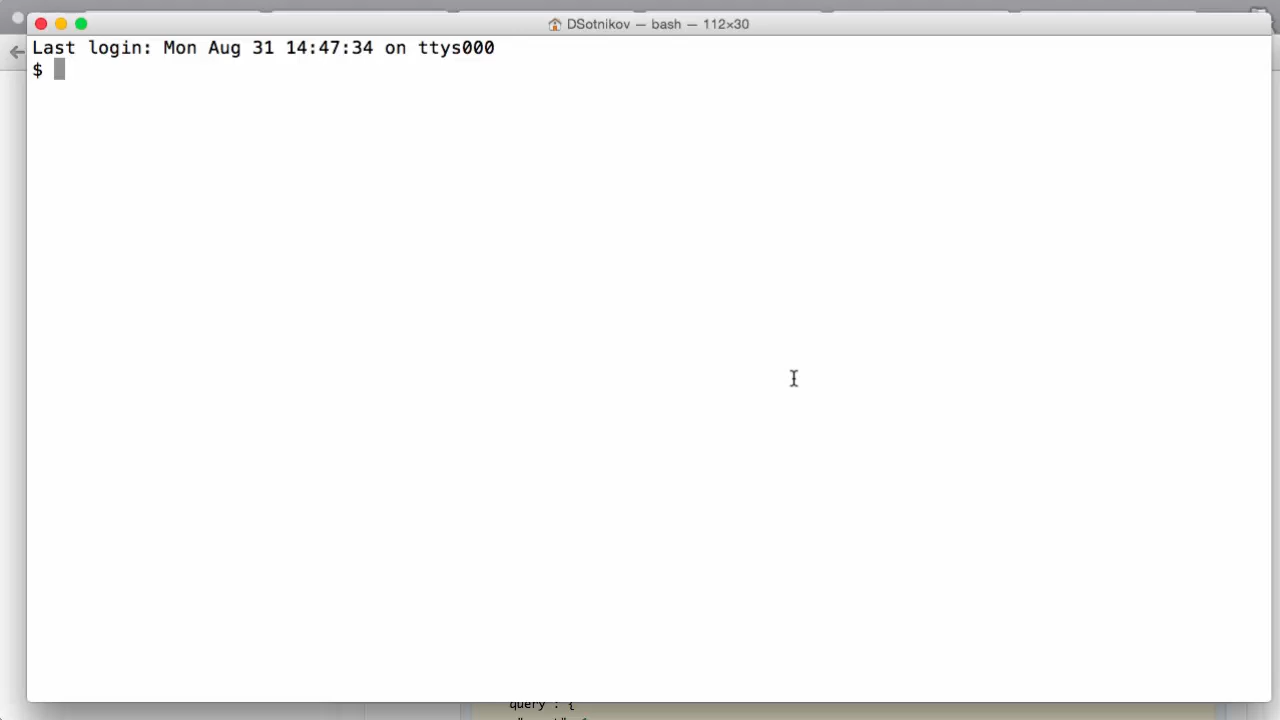 DSotnikov — bash — 112×30
Last login: Mon Aug 31 14:47:34 on ttys000
$
query": {